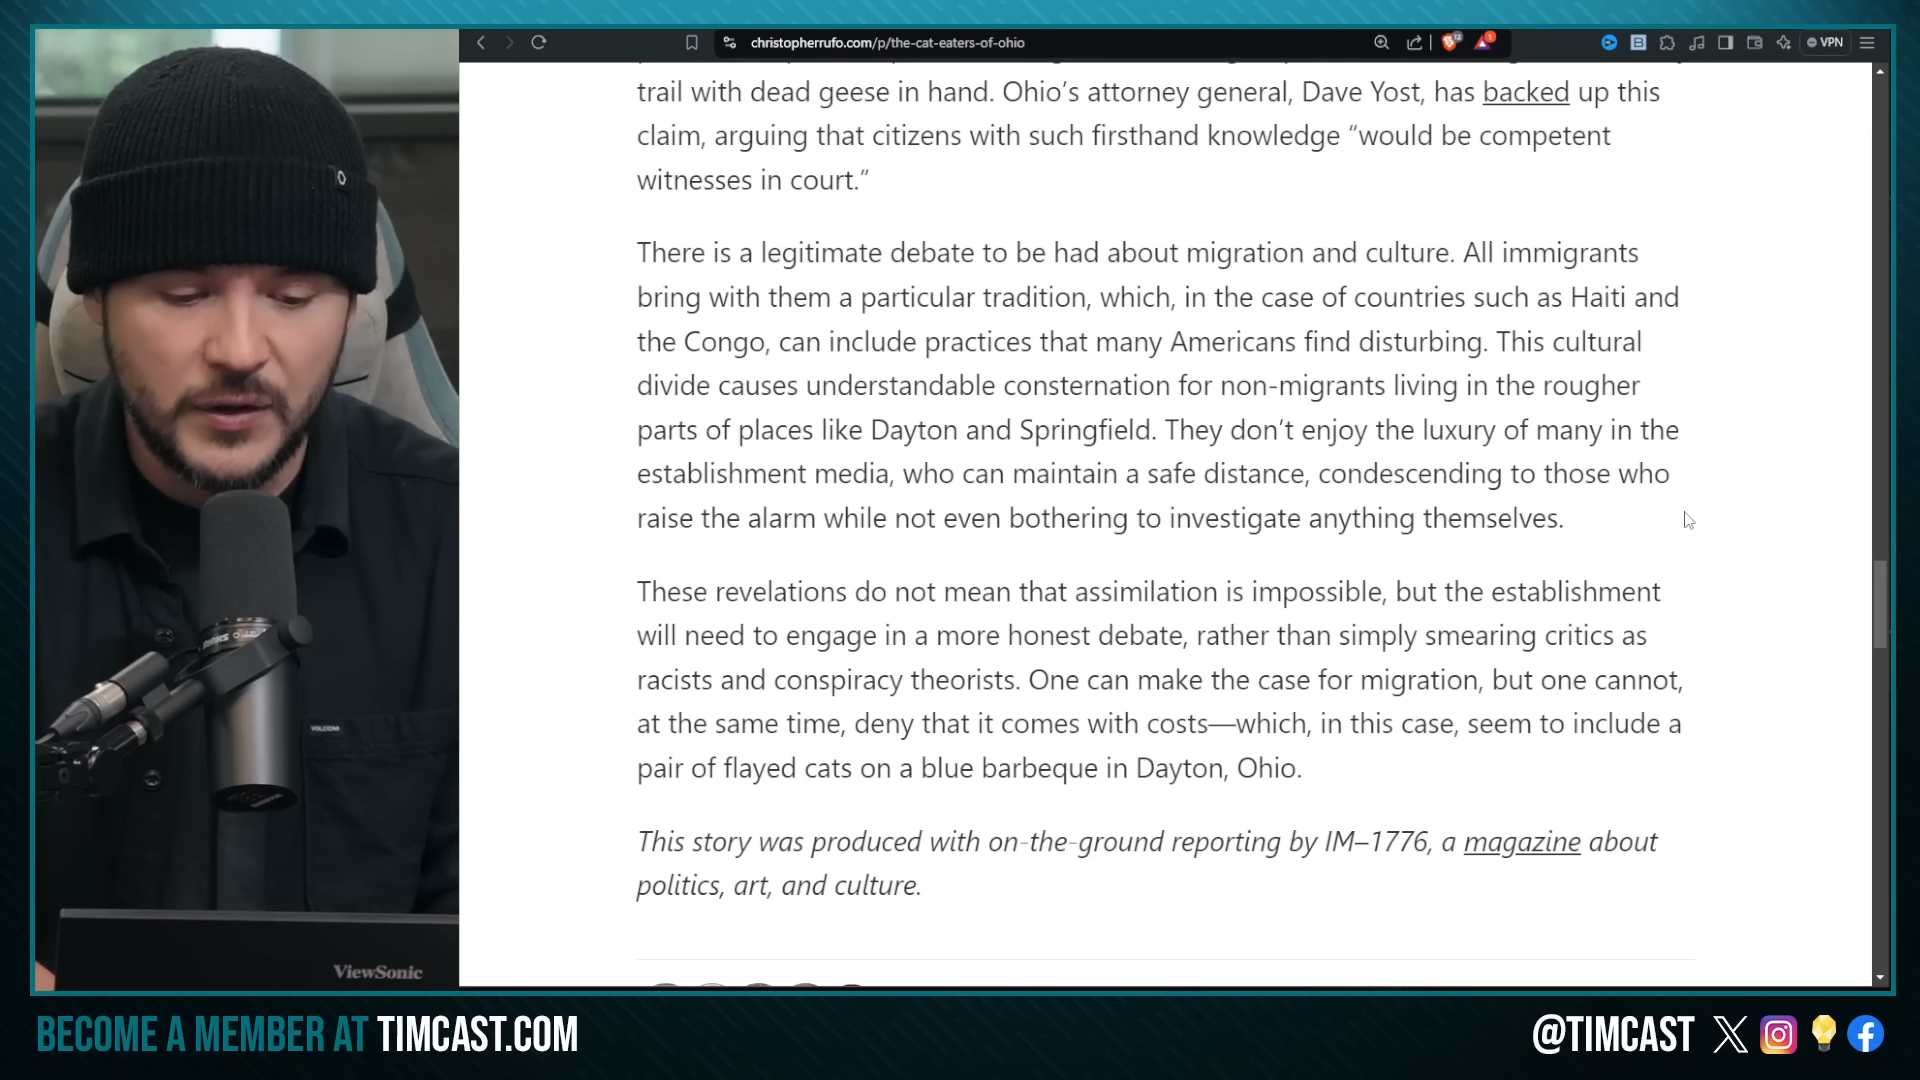 christopherrufo.com/p/the-cat-eaters-of-ohio
VPN
trail with dead geese in hand. Ohio’s attorney general, Dave Yost, has backed up this
claim, arguing that citizens with such firsthand knowledge “would be competent
witnesses in court.”
There is a legitimate debate to be had about migration and culture. All immigrants
bring with them a particular tradition, which, in the case of countries such as Haiti and
the Congo, can include practices that many Americans find disturbing. This cultural
divide causes understandable consternation for non-migrants living in the rougher
parts of places like Dayton and Springfield. They don’t enjoy the luxury of many in the
establishment media, who can maintain a safe distance, condescending to those who
raise the alarm while not even bothering to investigate anything themselves.
These revelations do not mean that assimilation is impossible, but the establishment
will need to engage in a more honest debate, rather than simply smearing critics as
racists and conspiracy theorists. One can make the case for migration, but one cannot,
at the same time, deny that it comes with costs—which, in this case, seem to include a
pair of flayed cats on a blue barbeque in Dayton, Ohio.
This story was produced with on-the-ground reporting by IM–1776, a magazine about
politics, art, and culture.
VOLCOM
ViewSonic
BECOME A MEMBER AT TIMCAST.COM
@TIMCAST